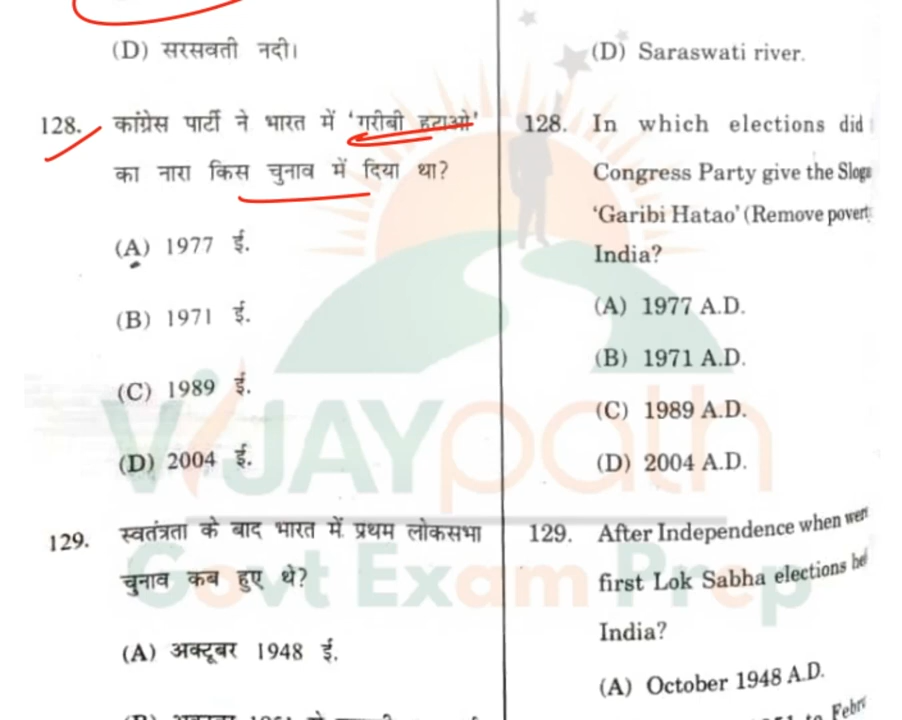 (D) सरसवती नदी।
128. कांग्रेस पार्टी ने भारत में 'गरीबी हटाओ'
का नारा किस चुनाव में दिया था?
(A) 1977 ई.
(B) 1971 ई.
(C) 1989 ई.
(D) 2004 ई.
129. स्वतंत्रता के बाद भारत में प्रथम लोकसभा
चुनाव कब हुए थे?
(A) अक्टूबर 1948 ई.
(D) Saraswati river.
128. In which elections did
Congress Party give the
'Garibi Hatao' (Remove
India?
(A) 1977 A.D.
(B) 1971 A.D.
(C) 1989 A.D.
(D) 2004 A.D.
129. After Independence when
first Lok Sabha elections
India?
(A) October 1948 A.D.
VIJAYpath
Govt Exam Prep